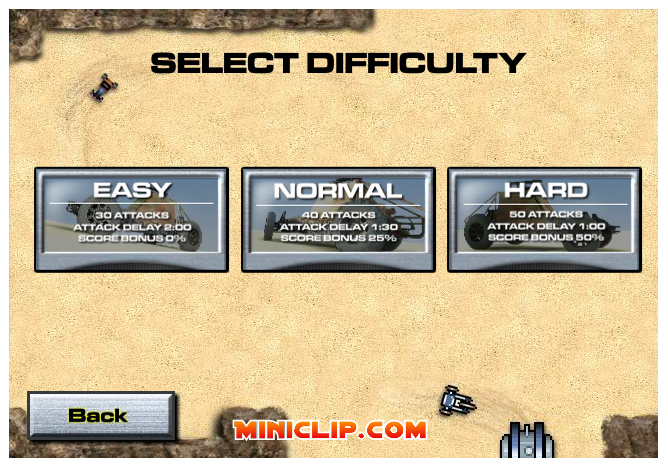 SELECT DIFFICULTY
EASY
30 ATTACKS
ATTACK DELAY 2:00
SCORE BONUS 0%
NORMAL
40 ATTACKS
ATTACK DELAY 1:30
SCORE BONUS 25%
HARD
50 ATTACKS
ATTACK DELAY 1:00
SCORE BONUS 50%
Back
MINICLIP.COM